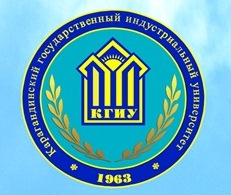 Карагандинский государственный индустриальный университет
КГИУ
1963